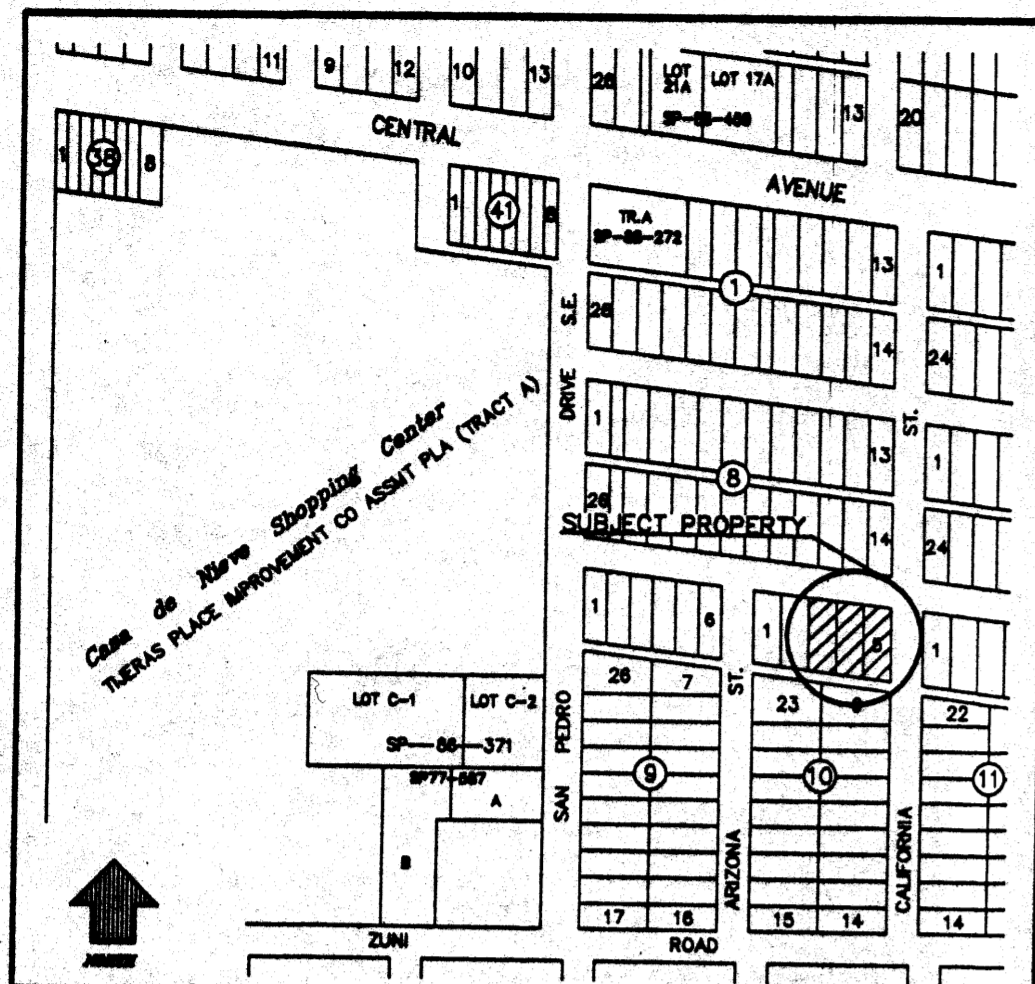 11 9 12 10 13 26 LOT 21A LOT 17A 13 20
CENTRAL AVENUE
1 38 8
1 41
TR.A
13 1
26 1 14 24
S.E.
DRIVE
ST.
1 13 1
8
26 14 24
SUBJECT PROPERTY
Casa de Nieve Shopping Center
TIJERAS PLACE IMPROVEMENT CO ASSMT PLA (TRACT A)
1 6 1 1
ST.
26 7 23 22
LOT C-1 LOT C-2
SP-86-371
A
SAN PEDRO
9 10 11
ARIZONA
CALIFORNIA
17 16 15 14 14
ZUNI ROAD